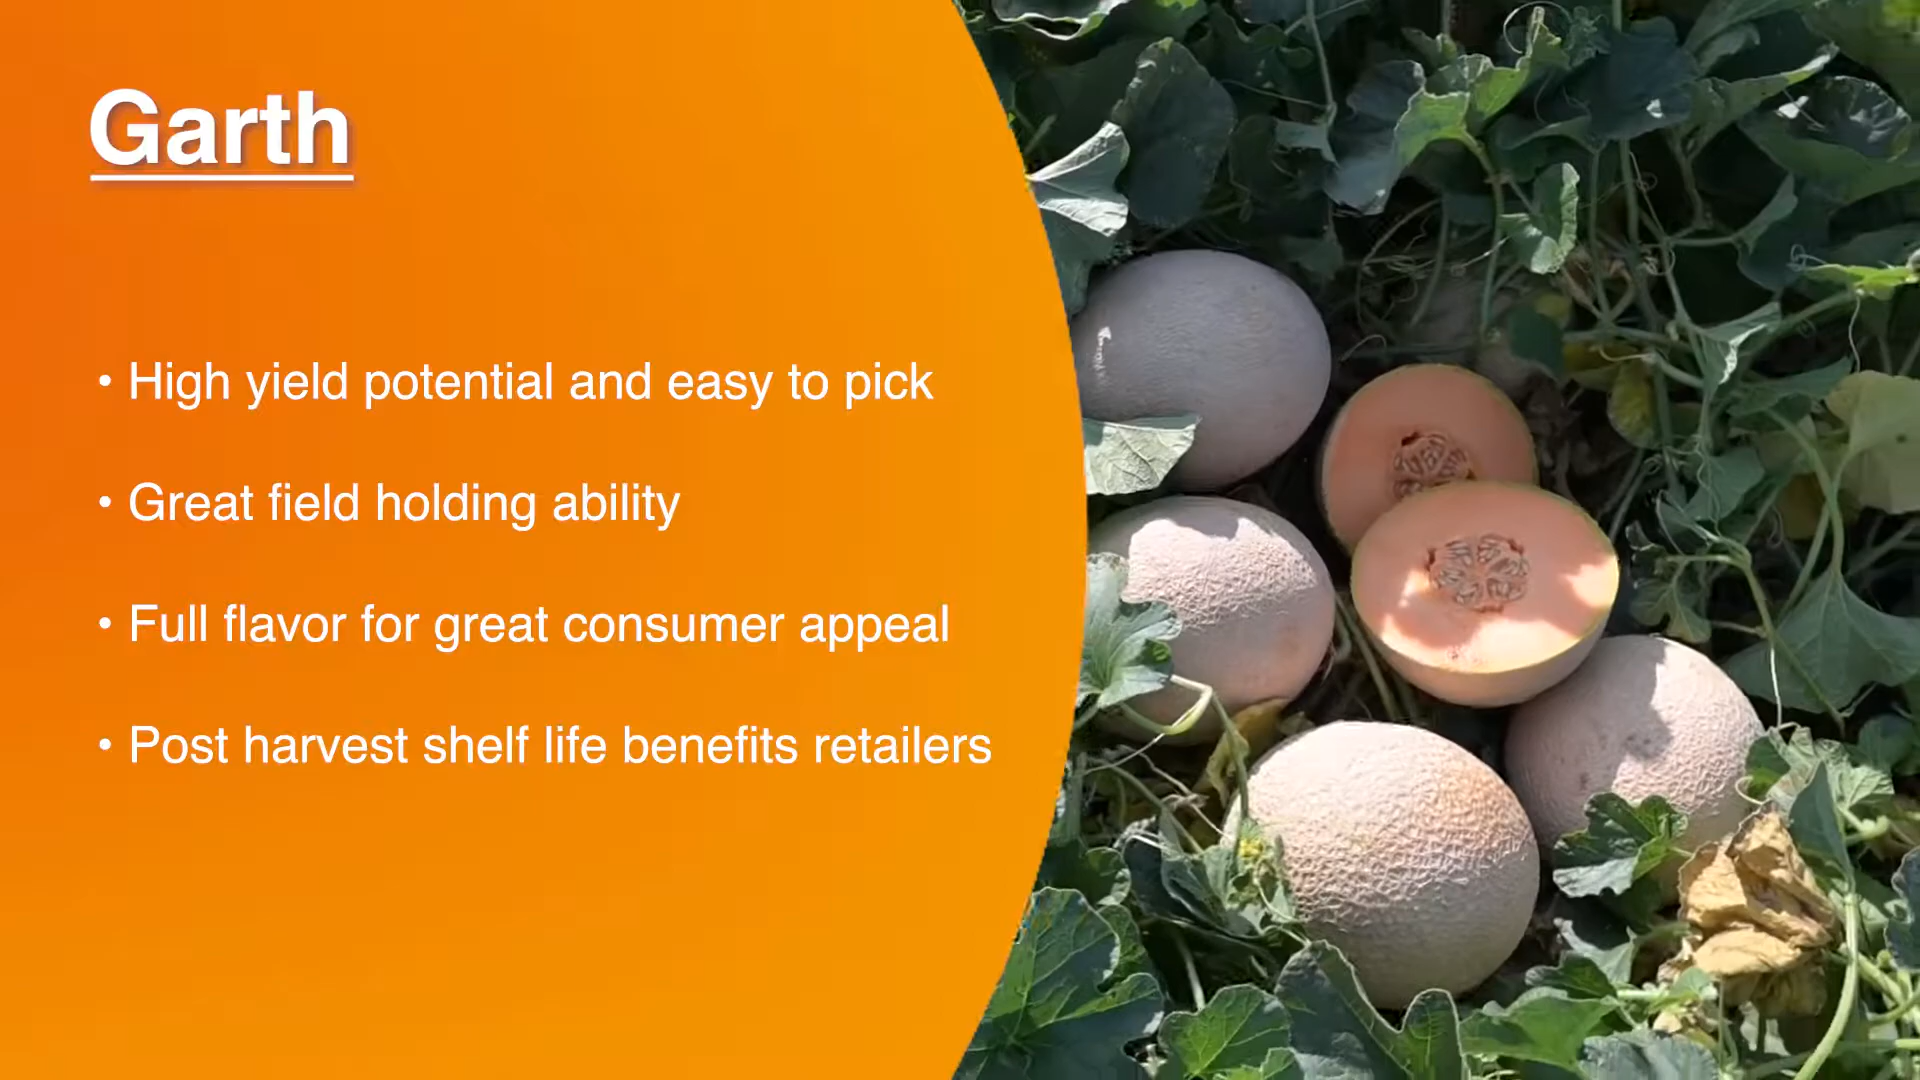 Garth
• High yield potential and easy to pick
• Great field holding ability
• Full flavor for great consumer appeal
• Post harvest shelf life benefits retailers